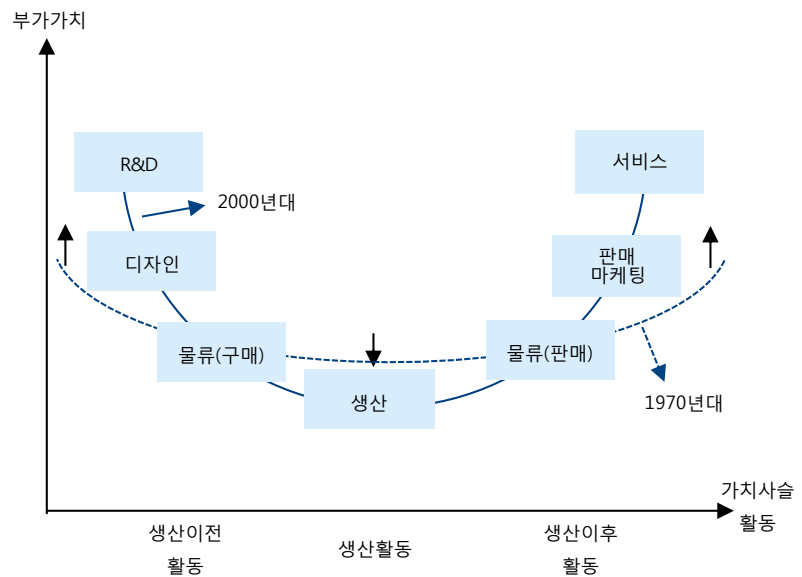 부가가치
R&D
서비스
2000년대
디자인
판매
마케팅
물류(구매)
물류(판매)
생산
1970년대
가치사슬
활동
생산이전
활동
생산활동
생산이후
활동